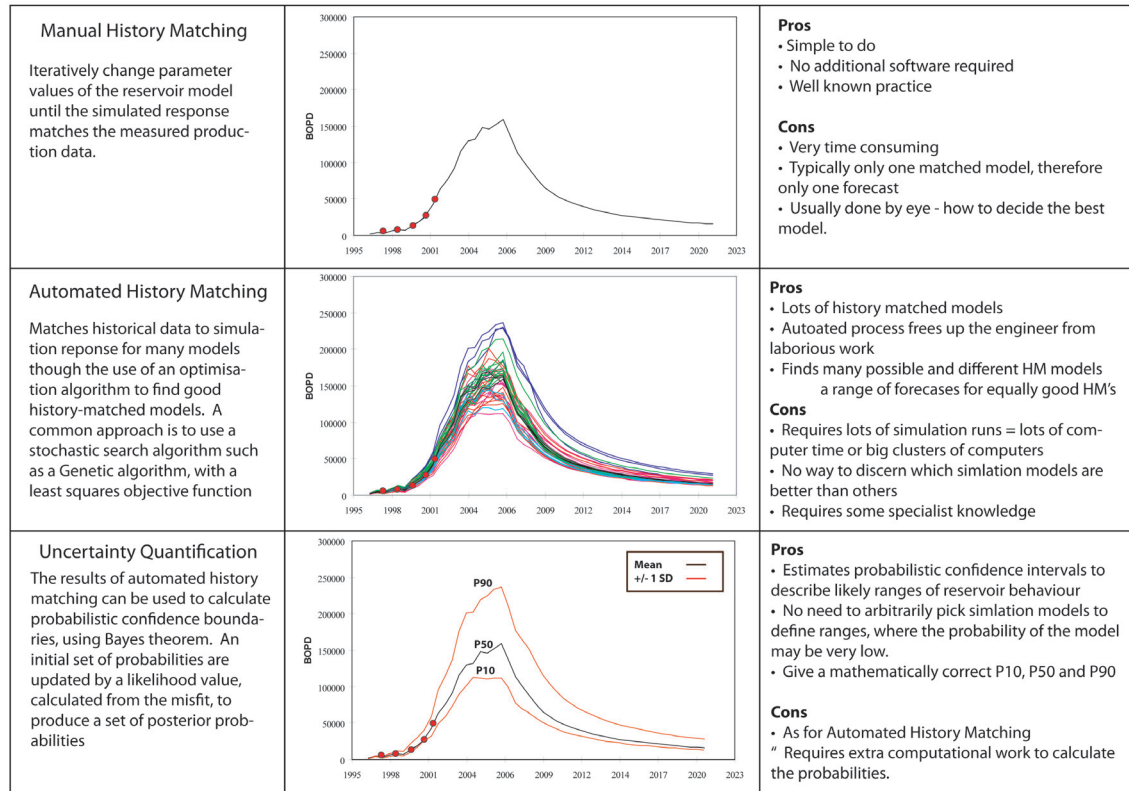 Manual History Matching
Iteratively change parameter
values of the reservoir model
until the simulated response
matches the measured produc-
tion data.
300000
250000
200000
150000
100000
50000
0
BOPD
1995 1998 2001 2004 2006 2009 2012 2014 2017 2020 2023
Pros
• Simple to do
• No additional software required
• Well known practice
Cons
• Very time consuming
• Typically only one matched model, therefore
only one forecast
• Usually done by eye - how to decide the best
model.
Automated History Matching
Matches historical data to simula-
tion reponse for many models
though the use of an optimisa-
tion algorithm to find good
history-matched models. A
common approach is to use a
stochastic search algorithm such
as a Genetic algorithm, with a
least squares objective function
300000
250000
200000
150000
100000
50000
0
BOPD
1995 1998 2001 2004 2006 2009 2012 2014 2017 2020 2023
Pros
• Lots of history matched models
• Autoated process frees up the engineer from
laborious work
• Finds many possible and different HM models
a range of forecases for equally good HM's
Cons
• Requires lots of simulation runs = lots of com-
puter time or big clusters of computers
• No way to discern which simlation models are
better than others
• Requires some specialist knowledge
Uncertainty Quantification
The results of automated history
matching can be used to calculate
probabilistic confidence bounda-
ries, using Bayes theorem. An
initial set of probabilities are
updated by a likelihood value,
calculated from the misfit, to
produce a set of posterior prob-
abilities
300000
250000
200000
150000
100000
50000
0
BOPD
Mean
+/- 1 SD
P90
P50
P10
1995 1998 2001 2004 2006 2009 2012 2014 2017 2020 2023
Pros
• Estimates probabilistic confidence intervals to
describe likely ranges of reservoir behaviour
• No need to arbitrarily pick simlation models to
define ranges, where the probability of the model
may be very low.
• Give a mathematically correct P10, P50 and P90
Cons
• As for Automated History Matching
“ Requires extra computational work to calculate
the probabilities.